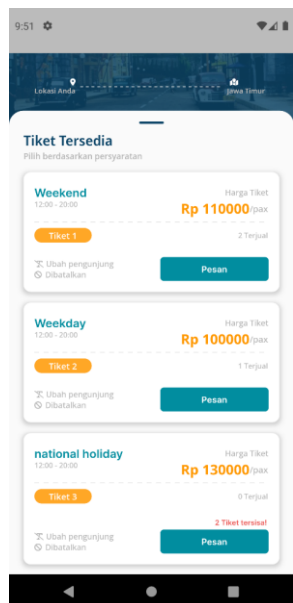 9:51
Lokasi Anda
Jawa Timur
Tiket Tersedia
Pilih berdasarkan persyaratan
Weekend
Harga Tiket
12:00 - 20:00
Rp 110000/pax
Tiket 1
2 Terjual
Ubah pengunjung
Dibatalkan
Pesan
Weekday
Harga Tiket
12:00 - 20:00
Rp 100000/pax
Tiket 2
1 Terjual
Ubah pengunjung
Dibatalkan
Pesan
national holiday
Harga Tiket
12:00 - 20:00
Rp 130000/pax
Tiket 3
0 Terjual
2 Tiket tersisa!
Ubah pengunjung
Dibatalkan
Pesan